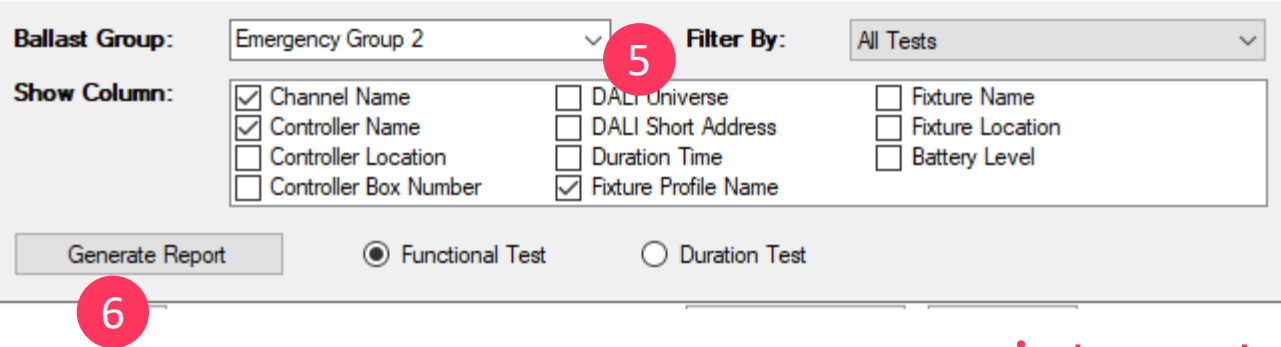 Ballast Group: Emergency Group 2 5 Filter By: All Tests
Show Column: Channel Name DALI Universe Fixture Name
Controller Name DALI Short Address Fixture Location
Controller Location Duration Time Battery Level
Controller Box Number Fixture Profile Name
Generate Report Functional Test Duration Test
6